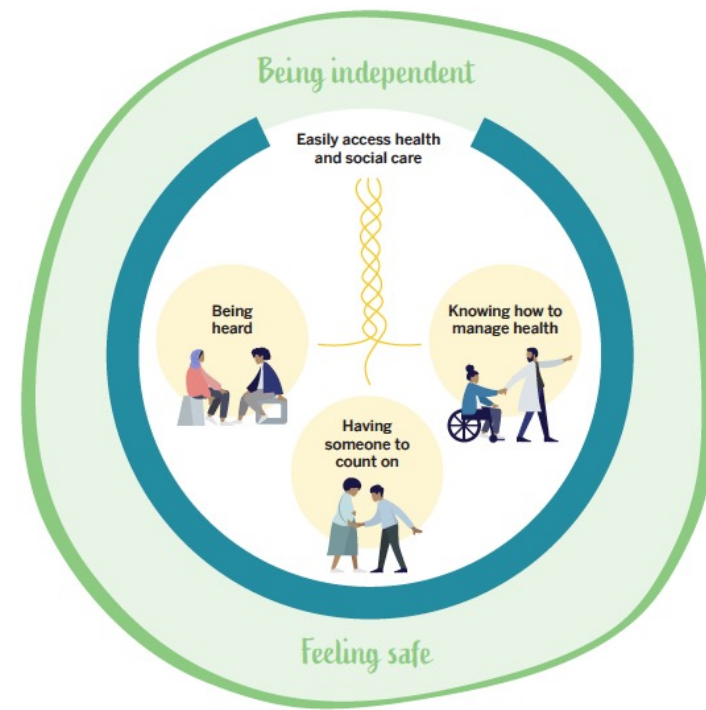 Being independent
Easily access health
and social care
Being
heard
Knowing how to
manage health
Having
someone to
count on
Feeling safe